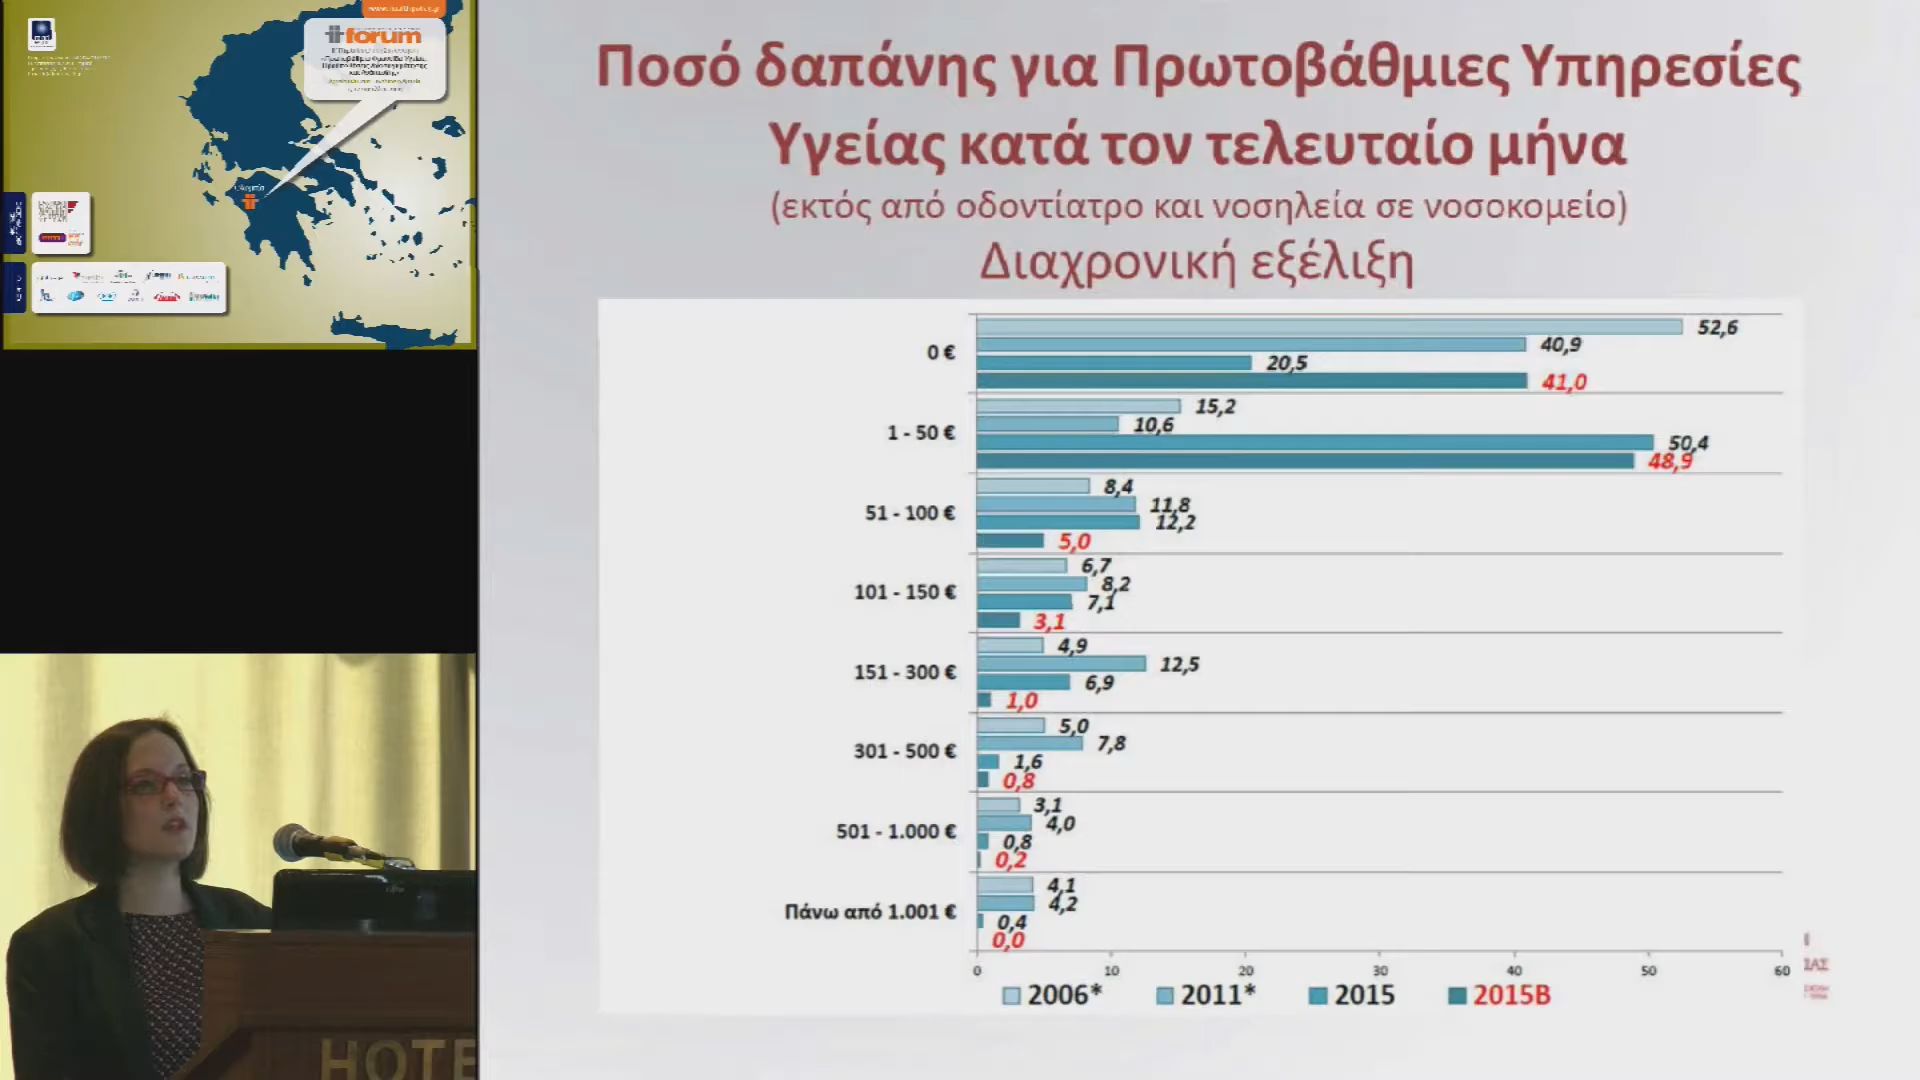 www.healthpolicy.gr
forum
Ολυμπία
HOTE
Ποσό δαπάνης για Πρωτοβάθμιες Υπηρεσίες
Υγείας κατά τον τελευταίο μήνα
(εκτός από οδοντίατρο και νοσηλεία σε νοσοκομείο)
Διαχρονική εξέλιξη
0 €
52,6
40,9
20,5
41,0
1 - 50 €
15,2
10,6
50,4
48,9
51 - 100 €
8,4
11,8
12,2
5,0
101 - 150 €
6,7
8,2
7,1
3,1
151 - 300 €
4,9
12,5
6,9
1,0
301 - 500 €
5,0
7,8
1,6
0,8
501 - 1.000 €
3,1
4,0
0,8
0,2
Πάνω από 1.001 €
4,1
4,2
0,4
0,0
0 10 20 30 40 50 60
2006* 2011* 2015 2015B
ΙΑΣ